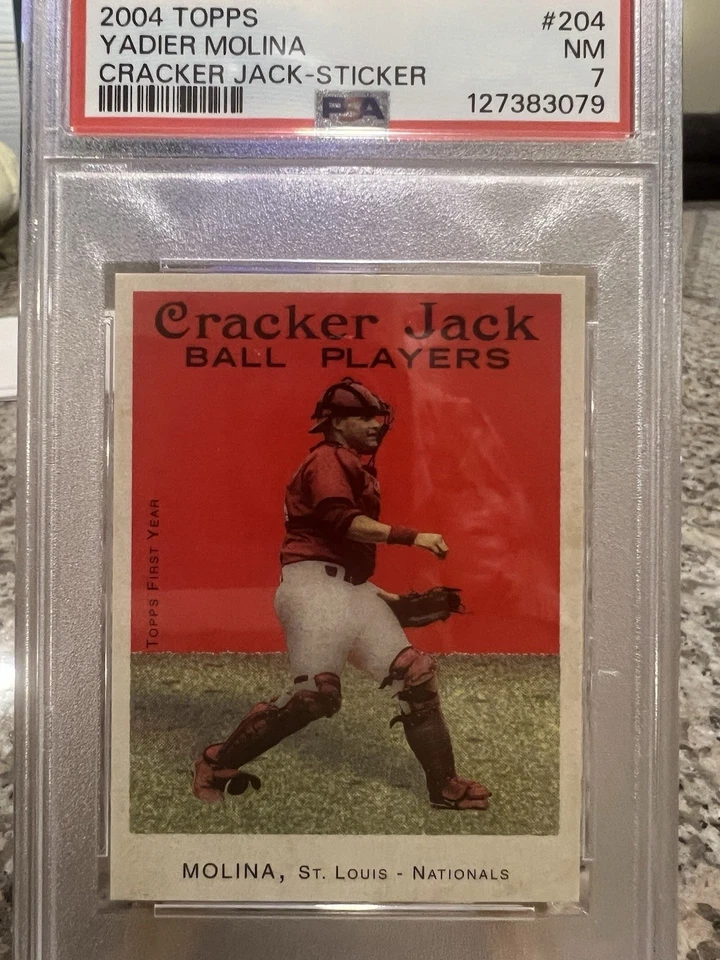 2004 TOPPS #204
YADIER MOLINA NM
CRACKER JACK-STICKER 7
PSA 127383079
Cracker Jack
BALL PLAYERS
TOPPS FIRST YEAR
MOLINA, ST. LOUIS - NATIONALS